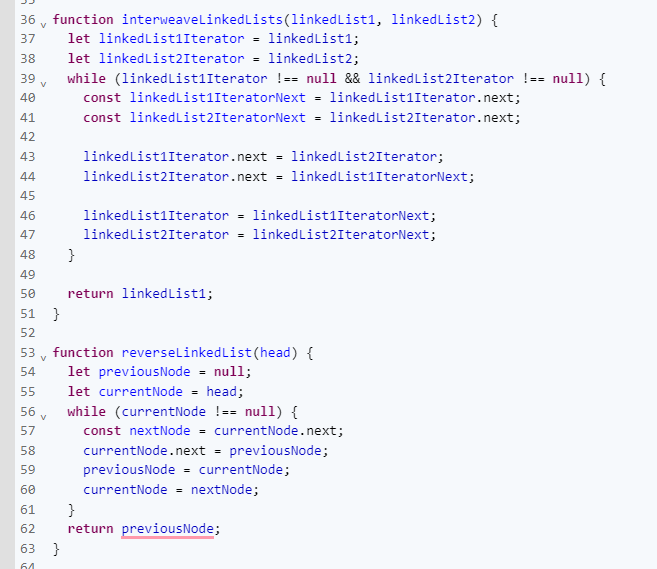 36 v function interweaveLinkedLists(linkedList1, linkedList2) {
37 let linkedList1Iterator = linkedList1;
38 let linkedList2Iterator = linkedList2;
39 v while (linkedList1Iterator !== null && linkedList2Iterator !== null) {
40 const linkedList1IteratorNext = linkedList1Iterator.next;
41 const linkedList2IteratorNext = linkedList2Iterator.next;
42
43 linkedList1Iterator.next = linkedList2Iterator;
44 linkedList2Iterator.next = linkedList1IteratorNext;
45
46 linkedList1Iterator = linkedList1IteratorNext;
47 linkedList2Iterator = linkedList2IteratorNext;
48 }
49
50 return linkedList1;
51 }
52
53 v function reverseLinkedList(head) {
54 let previousNode = null;
55 let currentNode = head;
56 v while (currentNode !== null) {
57 const nextNode = currentNode.next;
58 currentNode.next = previousNode;
59 previousNode = currentNode;
60 currentNode = nextNode;
61 }
62 return previousNode;
63 }
64